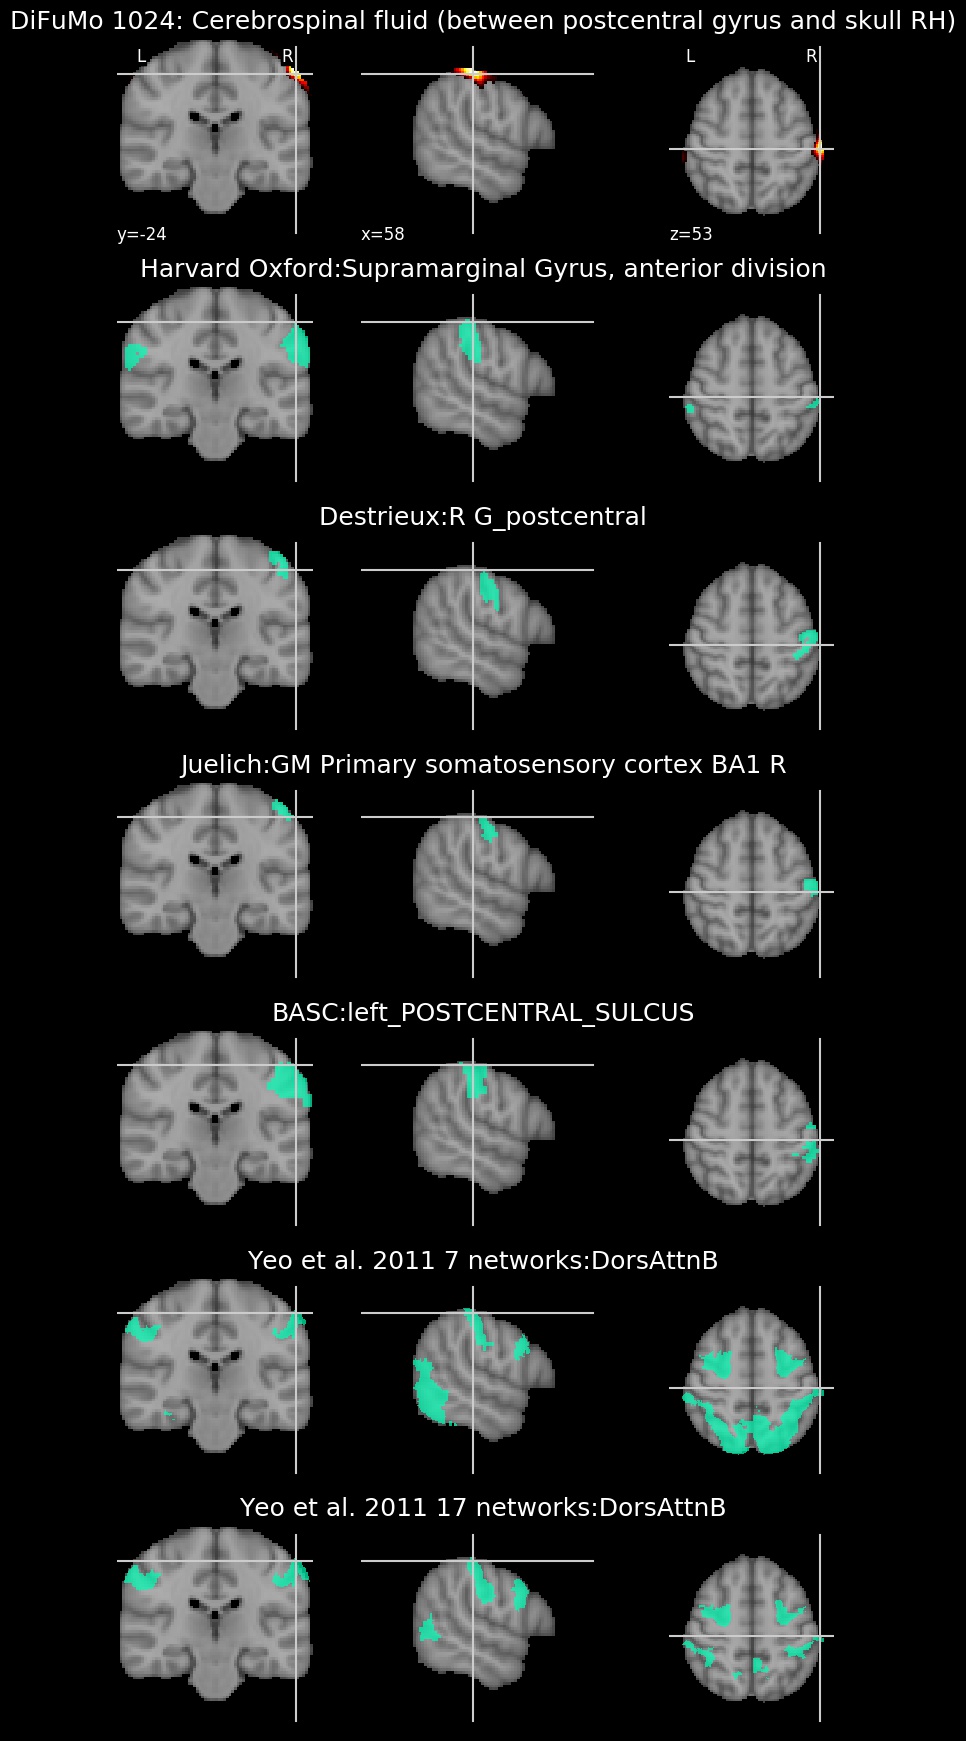 DiFuMo 1024: Cerebrospinal fluid (between postcentral gyrus and skull RH)
L R L R
y=-24 x=58 z=53
Harvard Oxford:Supramarginal Gyrus, anterior division
Destrieux:R G_postcentral
Juelich:GM Primary somatosensory cortex BA1 R
BASC:left_POSTCENTRAL_SULCUS
Yeo et al. 2011 7 networks:DorsAttnB
Yeo et al. 2011 17 networks:DorsAttnB